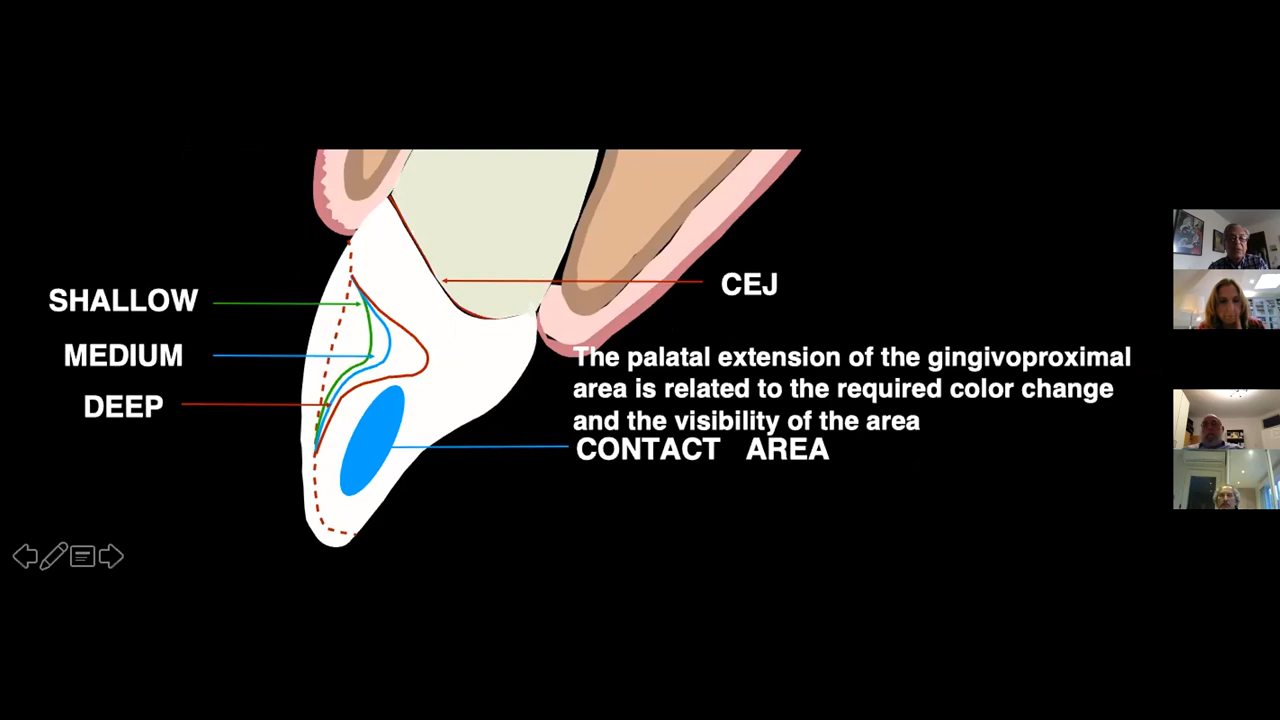 SHALLOW
MEDIUM
DEEP
CEJ
The palatal extension of the gingivoproximal
area is related to the required color change
and the visibility of the area
CONTACT AREA